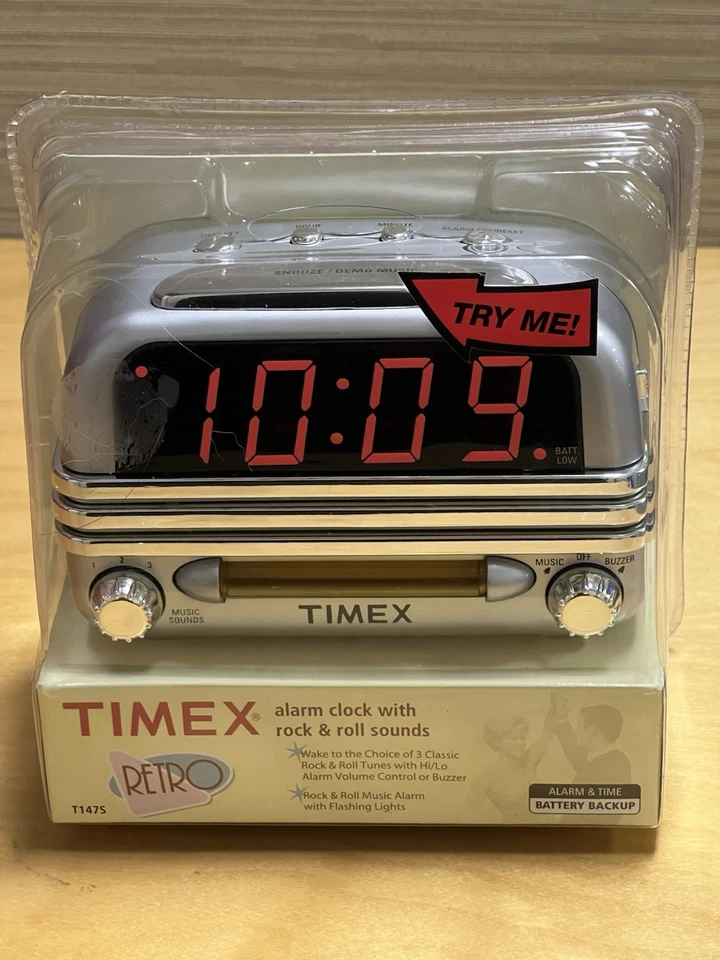 HOUR
MINUTE
SNOOZE / DEMO MUSIC
TRY ME!
10:09
BATT
LOW
1 2 3
MUSIC
SOUNDS
TIMEX
MUSIC OFF BUZZER
TIMEX®
alarm clock with
rock & roll sounds
RETRO
Wake to the Choice of 3 Classic
Rock & Roll Tunes with Hi/Lo
Alarm Volume Control or Buzzer
Rock & Roll Music Alarm
with Flashing Lights
T147S
ALARM & TIME
BATTERY BACKUP